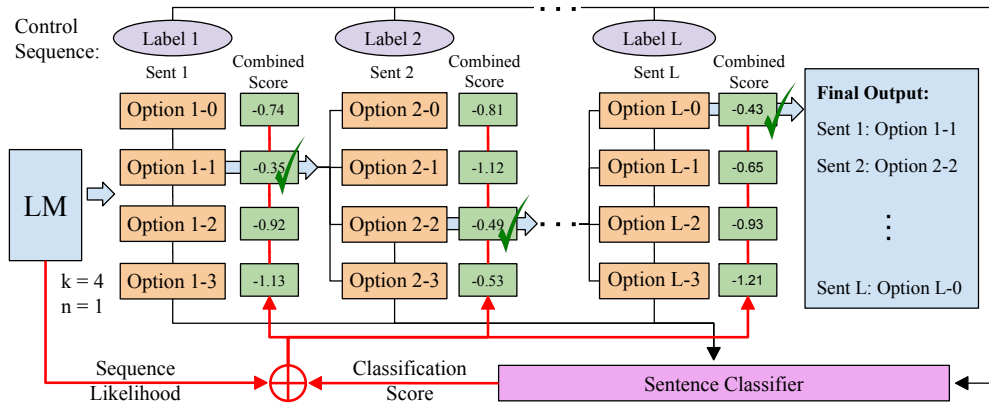 Control
Sequence:
Label 1
Label 2
. . .
Label L
Sent 1
Combined
Score
Sent 2
Combined
Score
Sent L
Combined
Score
Option 1-0
-0.74
Option 2-0
-0.81
Option L-0
-0.43
Option 1-1
-0.35
Option 2-1
-1.12
Option L-1
-0.65
Option 1-2
-0.92
Option 2-2
-0.49
. . .
Option L-2
-0.93
Option 1-3
-1.13
Option 2-3
-0.53
Option L-3
-1.21
LM
k = 4
n = 1
Final Output:
Sent 1: Option 1-1
Sent 2: Option 2-2
⋮
Sent L: Option L-0
Sequence
Likelihood
Classification
Score
Sentence Classifier